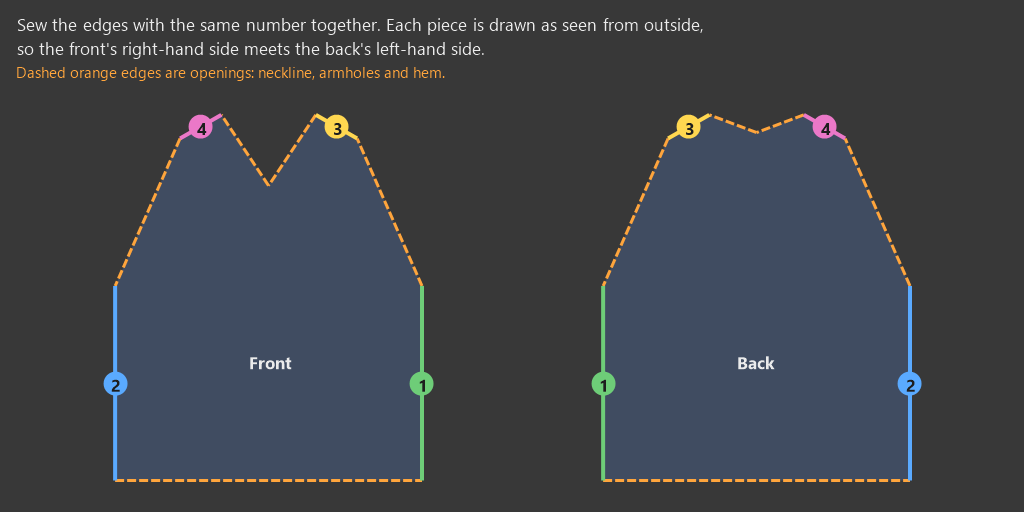 Sew the edges with the same number together. Each piece is drawn as seen from outside,
so the front's right-hand side meets the back's left-hand side.
Dashed orange edges are openings: neckline, armholes and hem.
4 3 3 4
Front Back
2 1 1 2